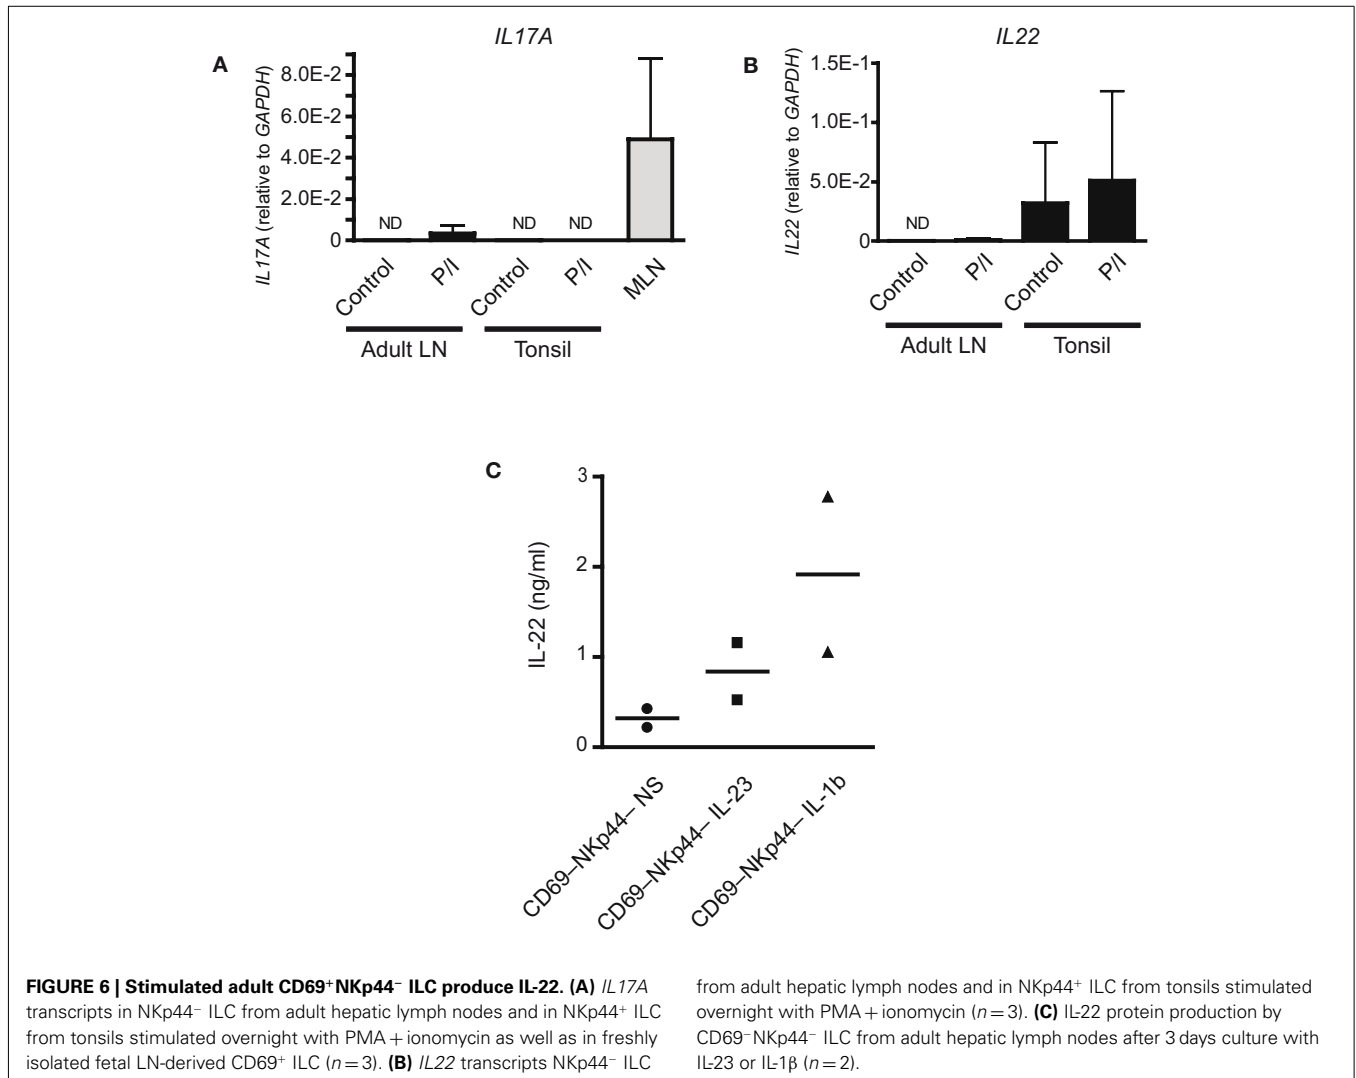 A
IL17A
IL17A (relative to GAPDH)
8.0E-2
6.0E-2
4.0E-2
2.0E-2
0
ND
ND
ND
Control
P/I
Control
P/I
MLN
Adult LN
Tonsil
B
IL22
IL22 (relative to GAPDH)
1.5E-1
1.0E-1
5.0E-2
0
ND
Control
P/I
Control
P/I
Adult LN
Tonsil
C
IL-22 (ng/ml)
3
2
1
0
CD69–NKp44– NS
CD69–NKp44– IL-23
CD69–NKp44– IL-1b
FIGURE 6 | Stimulated adult CD69⁺NKp44⁻ ILC produce IL-22. (A) IL17A
transcripts in NKp44⁻ ILC from adult hepatic lymph nodes and in NKp44⁺ ILC
from tonsils stimulated overnight with PMA + ionomycin as well as in freshly
isolated fetal LN-derived CD69⁺ ILC (n = 3). (B) IL22 transcripts NKp44⁻ ILC
from adult hepatic lymph nodes and in NKp44⁺ ILC from tonsils stimulated
overnight with PMA + ionomycin (n = 3). (C) IL-22 protein production by
CD69⁻NKp44⁻ ILC from adult hepatic lymph nodes after 3 days culture with
IL-23 or IL-1β (n = 2).